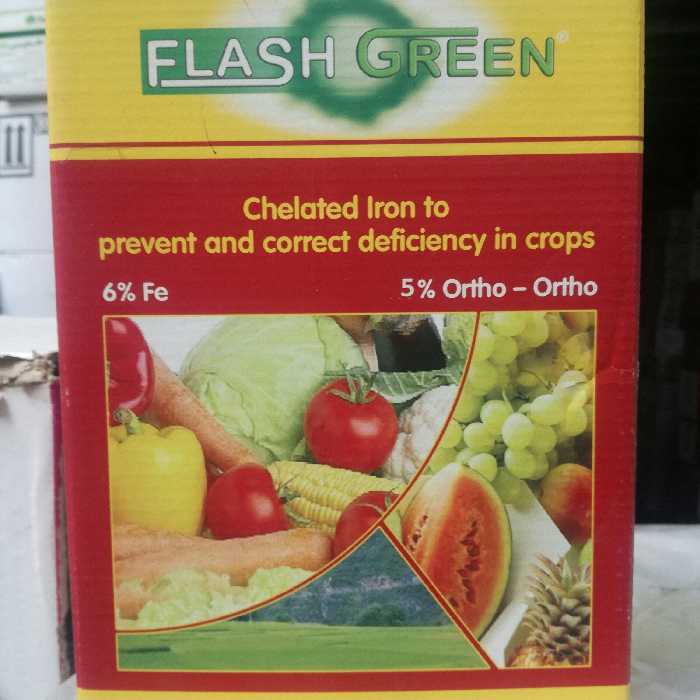 FLASH GREEN®
Chelated Iron to
prevent and correct deficiency in crops
6% Fe 5% Ortho – Ortho